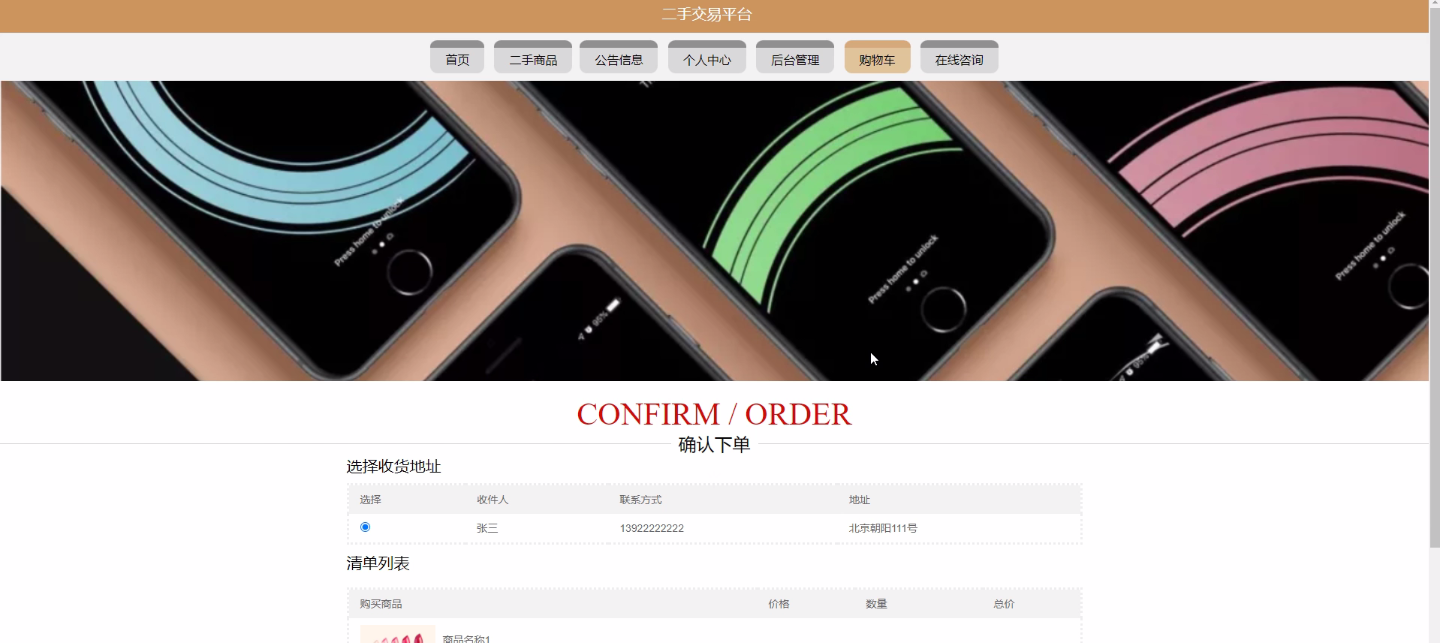 二手交易平台
首页 二手商品 公告信息 个人中心 后台管理 购物车 在线咨询
Press home to unlock
Press home to unlock
Press home to unlock
95%
95%
CONFIRM / ORDER
确认下单
选择收货地址
选择 收件人 联系方式 地址
张三 13922222222 北京朝阳111号
清单列表
购买商品 价格 数量 总价
商品名称1